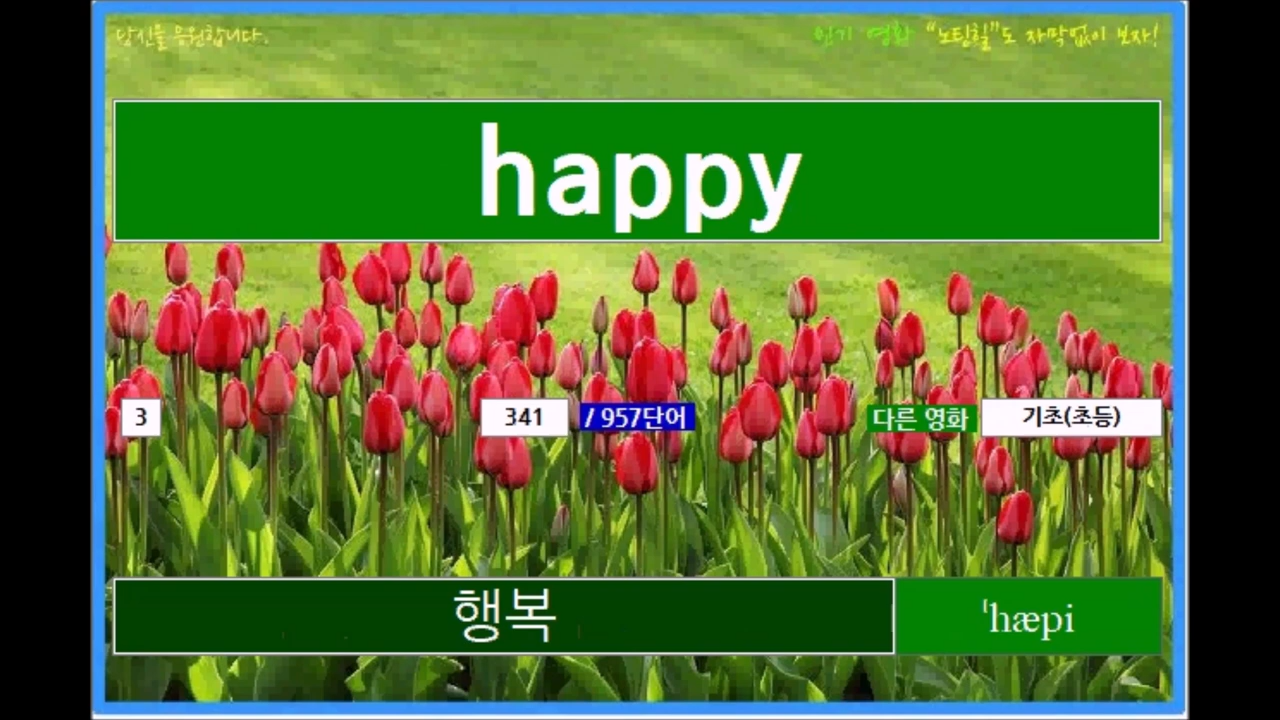 당신을 응원합니다.
인기 영화 "노팅힐"도 자막없이 보자!
happy
3 341 / 957단어 다른 영화 기초(초등)
행복 'hæpi